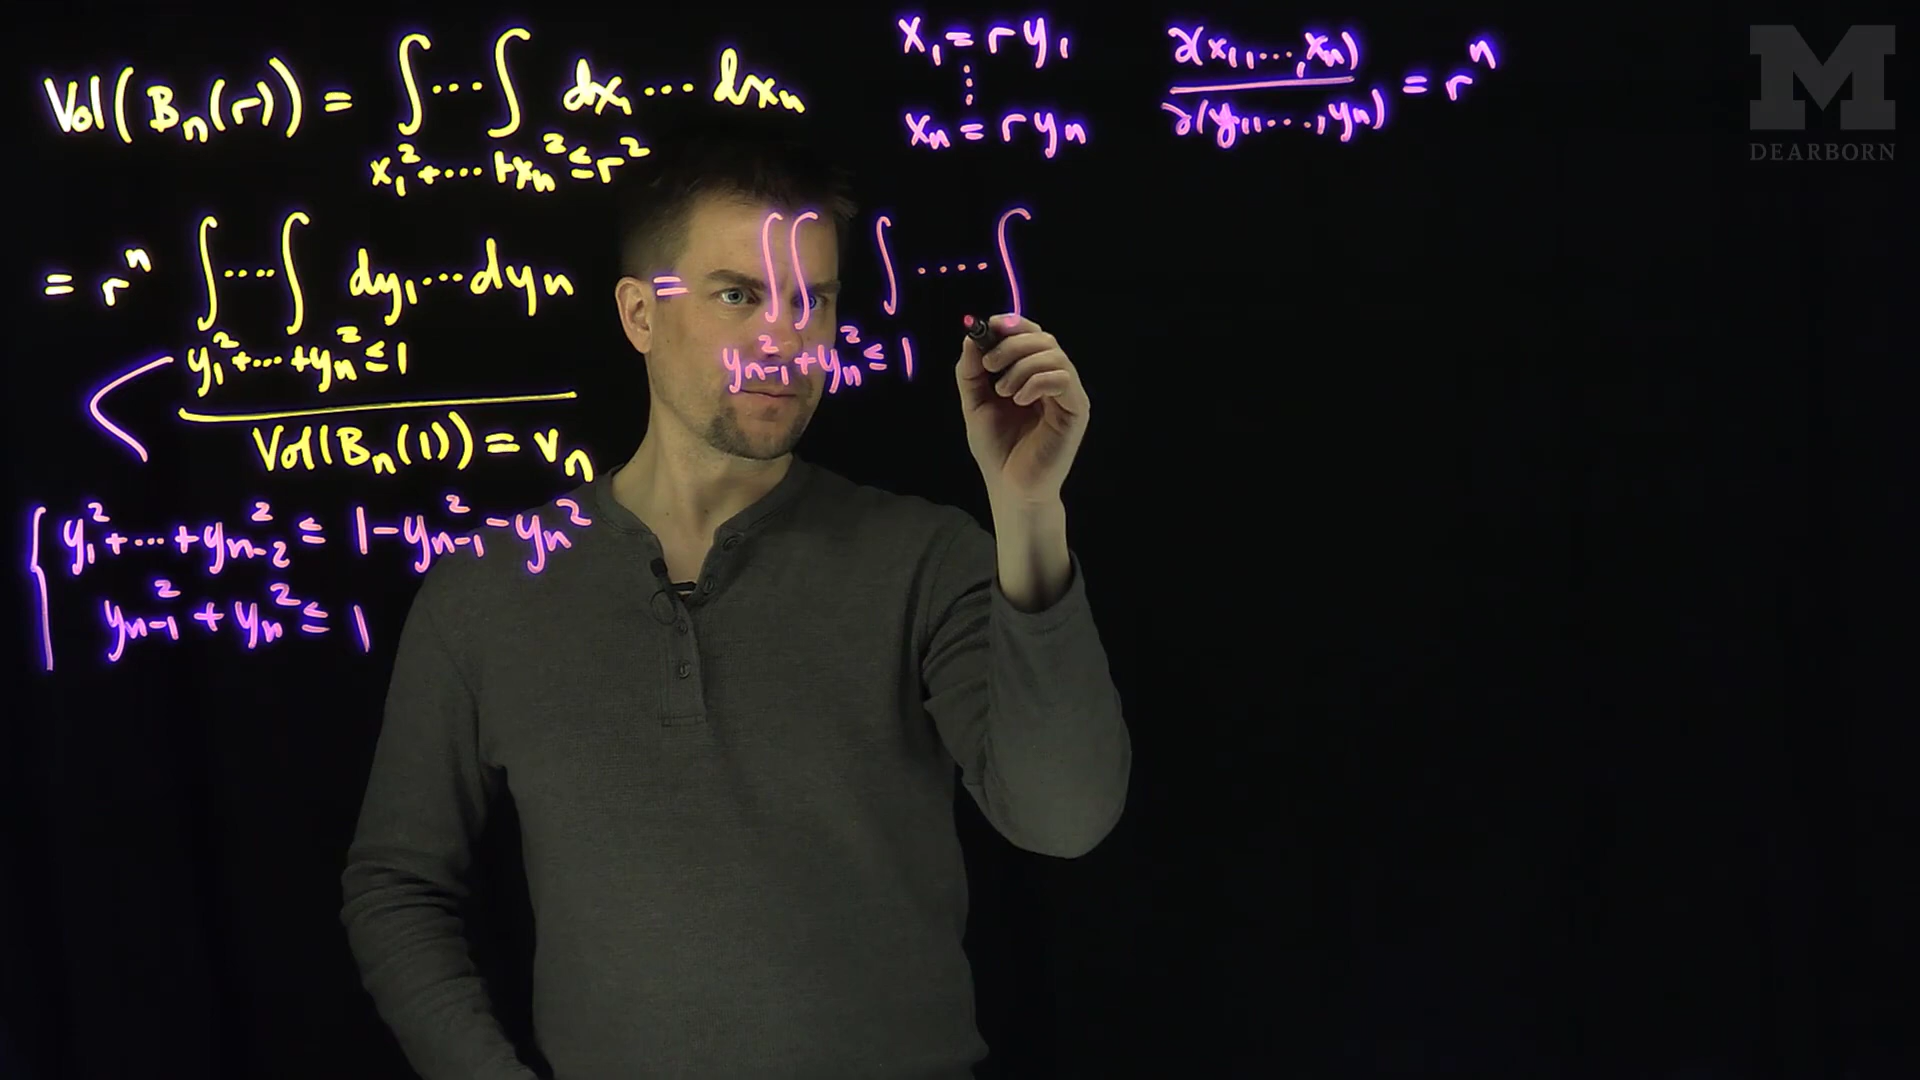 Vol(Bₙ(r)) = ∫⋯∫ dx₁⋯dxₙ
x₁²+⋯+xₙ²≤r²
x₁ = r y₁
⋮
xₙ = r yₙ
∂(x₁,⋯,xₙ)/∂(y₁,⋯,yₙ) = rⁿ
M
DEARBORN
= rⁿ ∫⋯∫ dy₁⋯dyₙ = ∫∫ ∫⋯∫
y₁²+⋯+yₙ²≤1
yₙ₋₁²+yₙ²≤1
Vol(Bₙ(1)) = vₙ
{ y₁²+⋯+yₙ₋₂² ≤ 1−yₙ₋₁²−yₙ²
yₙ₋₁²+yₙ² ≤ 1